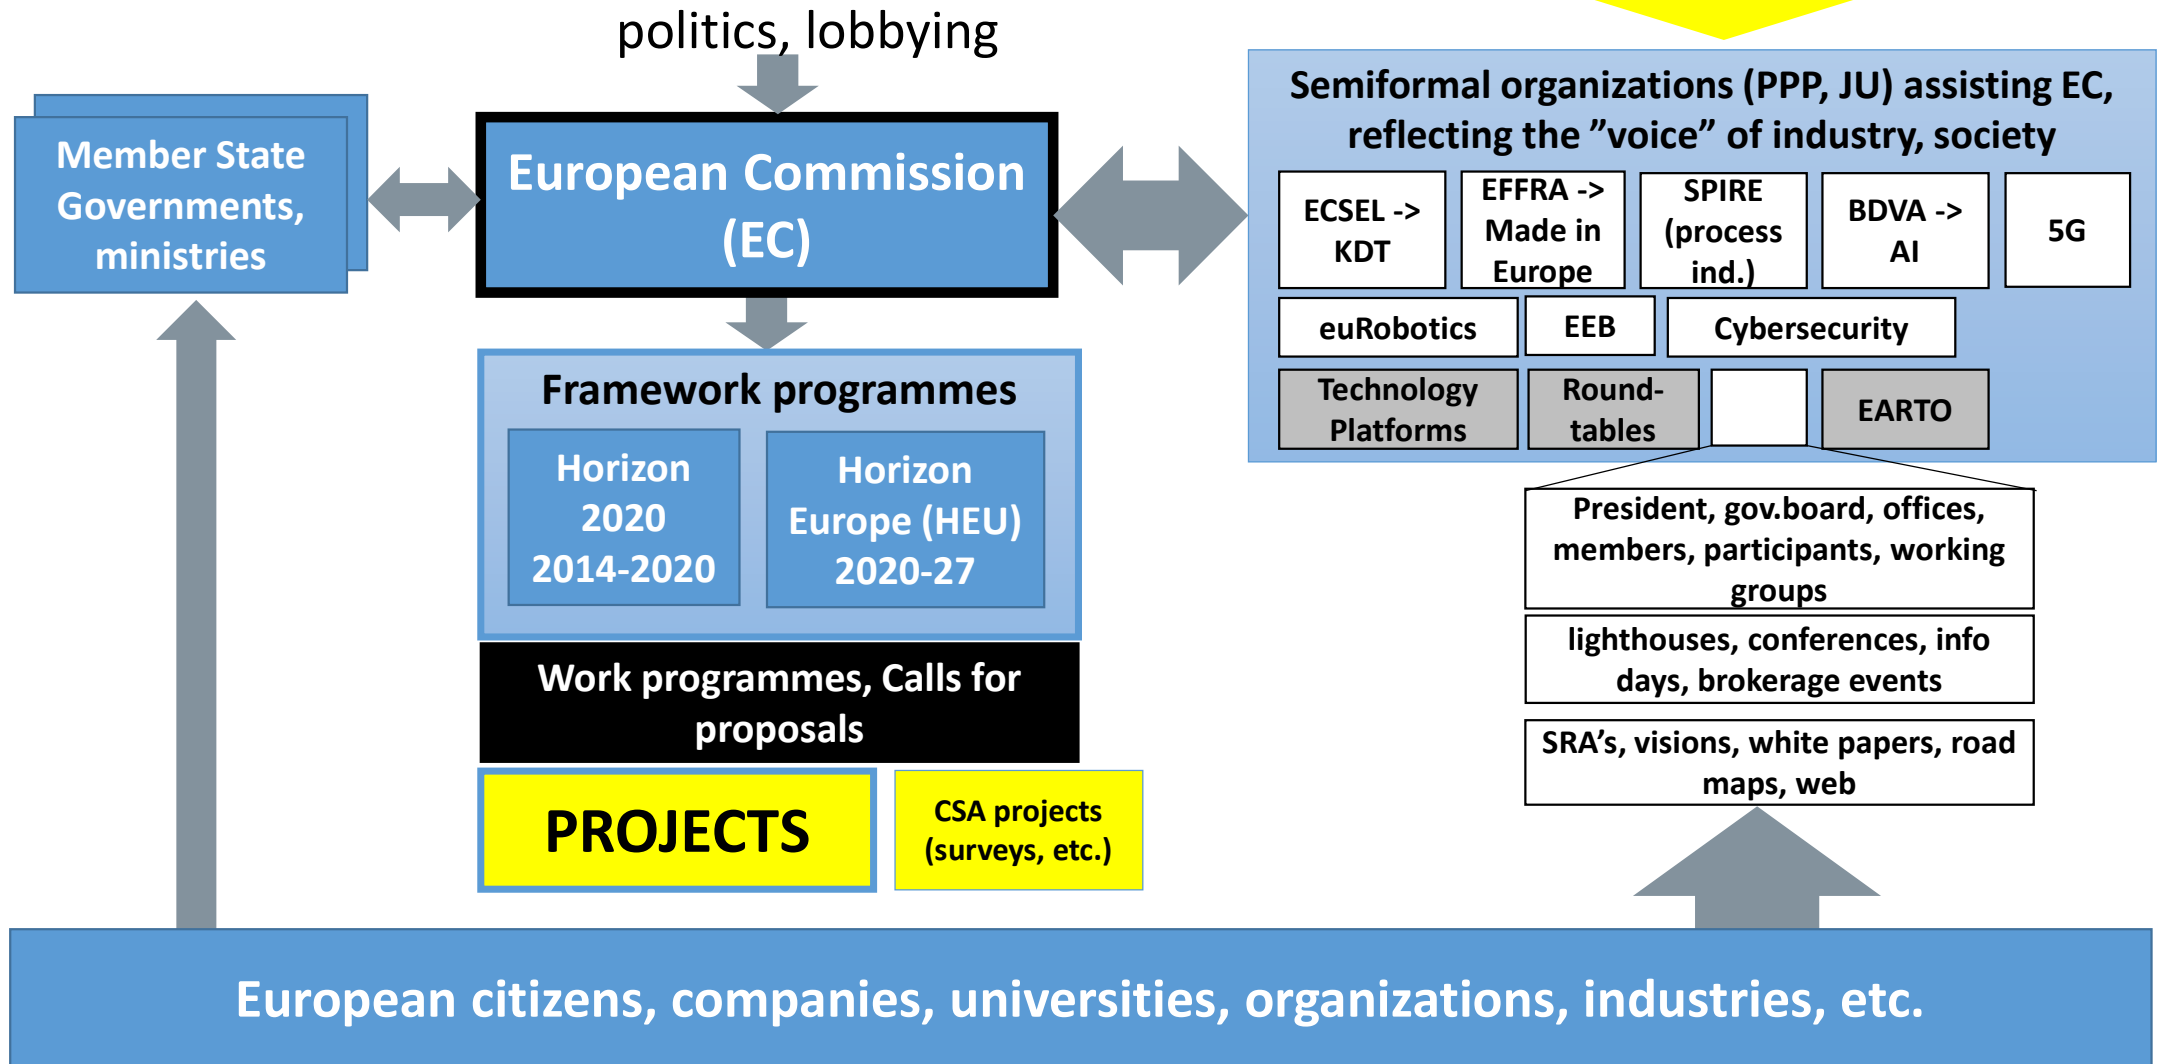 politics, lobbying
Member State
Governments,
ministries
European Commission
(EC)
Semiformal organizations (PPP, JU) assisting EC,
reflecting the ”voice” of industry, society
ECSEL ->
KDT
EFFRA ->
Made in
Europe
SPIRE
(process
ind.)
BDVA ->
AI
5G
euRobotics
EEB
Cybersecurity
Technology
Platforms
Round-
tables
EARTO
Framework programmes
Horizon
2020
2014-2020
Horizon
Europe (HEU)
2020-27
Work programmes, Calls for
proposals
PROJECTS
CSA projects
(surveys, etc.)
President, gov.board, offices,
members, participants, working
groups
lighthouses, conferences, info
days, brokerage events
SRA’s, visions, white papers, road
maps, web
European citizens, companies, universities, organizations, industries, etc.